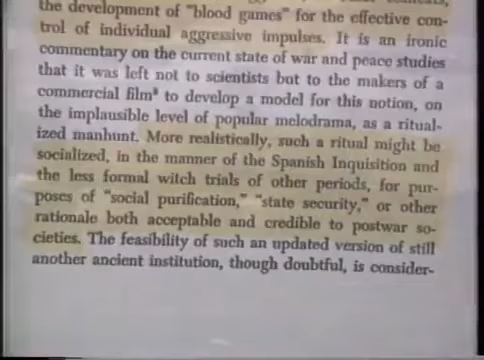 the development of "blood games" for the effective con-
trol of individual aggressive impulses. It is an ironic
commentary on the current state of war and peace studies
that it was left not to scientists but to the makers of a
commercial film⁸ to develop a model for this notion, on
the implausible level of popular melodrama, as a ritual-
ized manhunt. More realistically, such a ritual might be
socialized, in the manner of the Spanish Inquisition and
the less formal witch trials of other periods, for pur-
poses of "social purification," "state security," or other
rationale both acceptable and credible to postwar so-
cieties. The feasibility of such an updated version of still
another ancient institution, though doubtful, is consider-